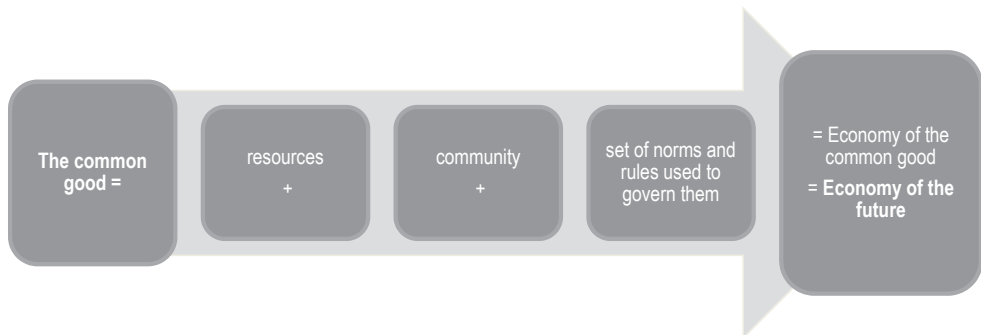 The common
good =
resources
+
community
+
set of norms and
rules used to
govern them
= Economy of the
common good
= Economy of the
future